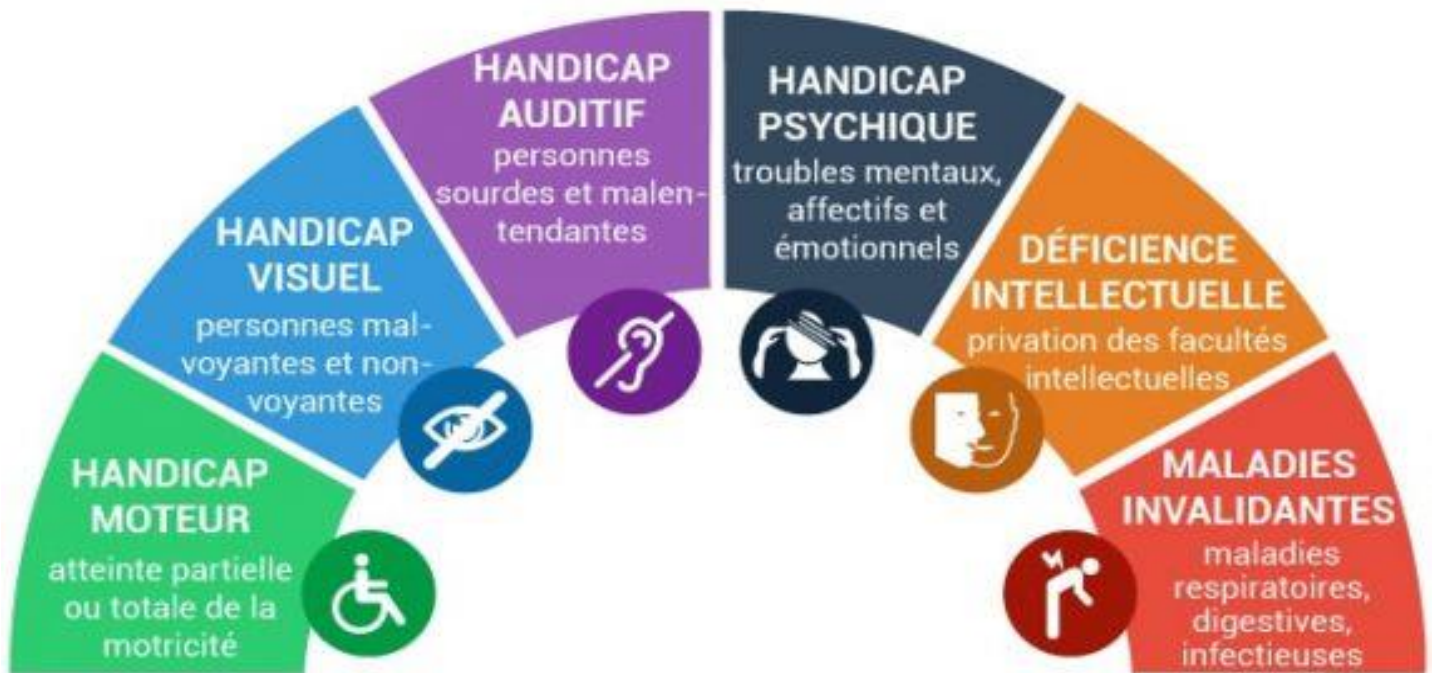 HANDICAP
MOTEUR
atteinte partielle
ou totale de la
motricité
HANDICAP
VISUEL
personnes mal-
voyantes et non-
voyantes
HANDICAP
AUDITIF
personnes
sourdes et malen-
tendantes
HANDICAP
PSYCHIQUE
troubles mentaux,
affectifs et
émotionnels
DÉFICIENCE
INTELLECTUELLE
privation des facultés
intellectuelles
MALADIES
INVALIDANTES
maladies
respiratoires,
digestives,
infectieuses